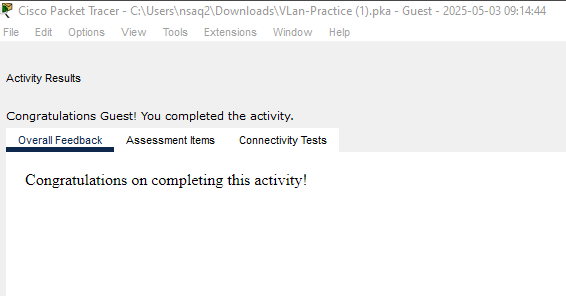 Cisco Packet Tracer - C:\Users\nsaq2\Downloads\VLan-Practice (1).pka - Guest - 2025-05-03 09:14:44
File Edit Options View Tools Extensions Window Help
Activity Results
Congratulations Guest! You completed the activity.
Overall Feedback Assessment Items Connectivity Tests
Congratulations on completing this activity!